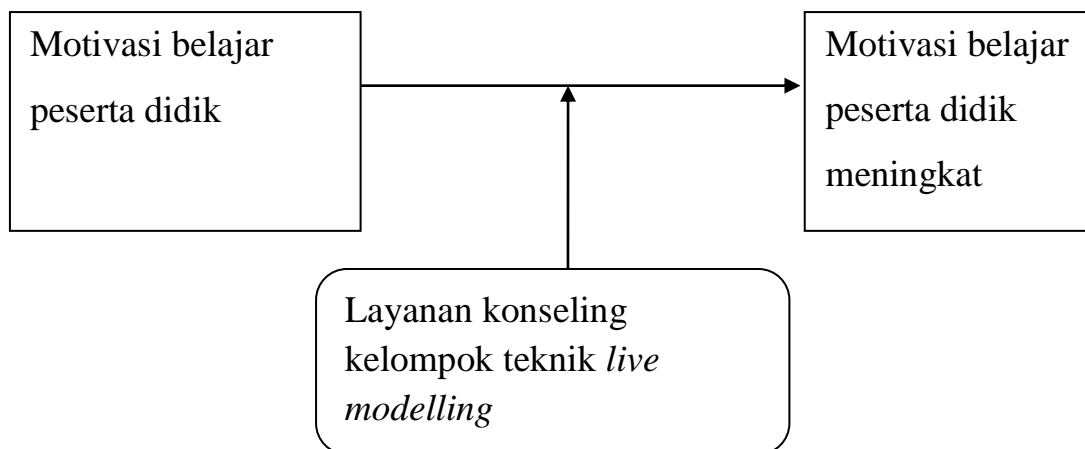 Motivasi belajar
peserta didik
Motivasi belajar
peserta didik
meningkat
Layanan konseling
kelompok teknik live
modelling